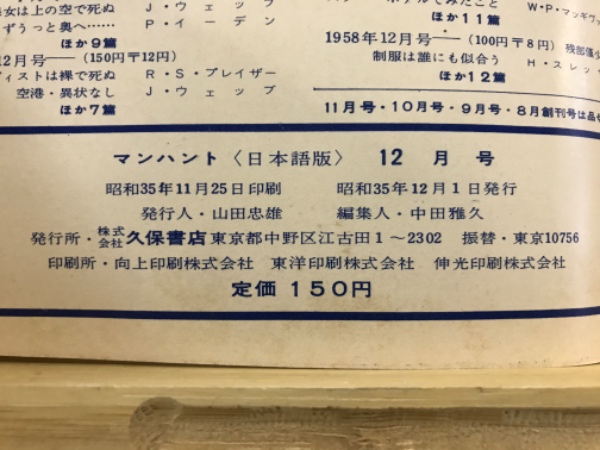 女は上の空で死ぬ J・ウェッブ
ずうっと奥へ…… P・イーデン
ほか9篇
2月号――(150円〒12円)
ィストは裸で死ぬ R・S・プレイザー
空港・異状なし J・ウェッブ
ほか7篇
ほか11篇
1958年12月号――(100円〒8円)
制服は誰にも似合う H・スレッ
ほか12篇
11月号・10月号・9月号・8月創刊号は品
マンハント〈日本語版〉 12月号
昭和35年11月25日印刷 昭和35年12月1日発行
発行人・山田忠雄 編集人・中田雅久
発行所・株式会社久保書店 東京都中野区江古田1~2302 振替・東京10756
印刷所・向上印刷株式会社 東洋印刷株式会社 伸光印刷株式会社
定価 150円